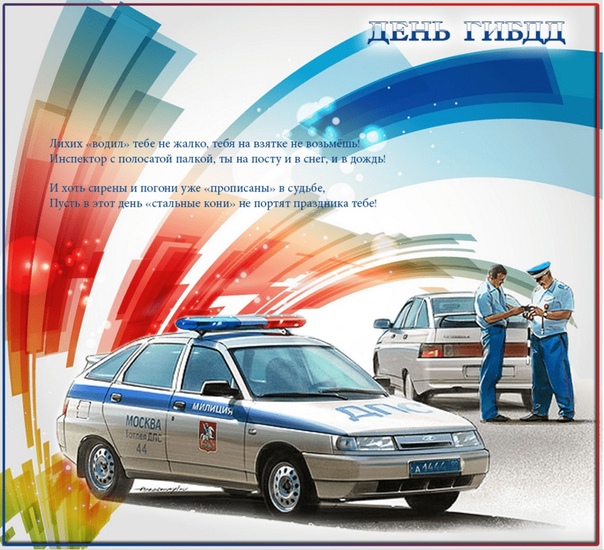 ДЕНЬ ГИБДД
Лихих «водил» тебе не жалко, тебя на взятке не возьмёшь!
Инспектор с полосатой палкой, ты на посту и в снег, и в дождь!
И хоть сирены и погони уже «прописаны» в судьбе,
Пусть в этот день «стальные кони» не портят праздника тебе!
МИЛИЦИЯ
ДПС
МОСКВА
1отдел ДПС
44